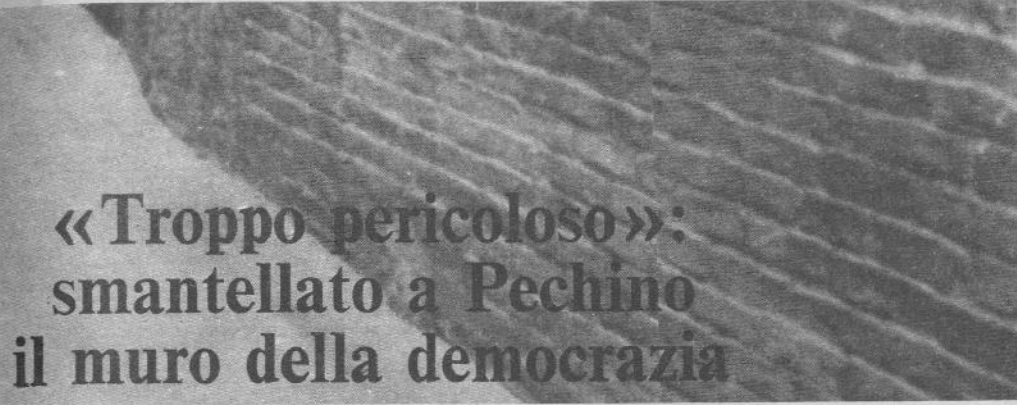 «Troppo pericoloso»:
smantellato a Pechino
il muro della democrazia